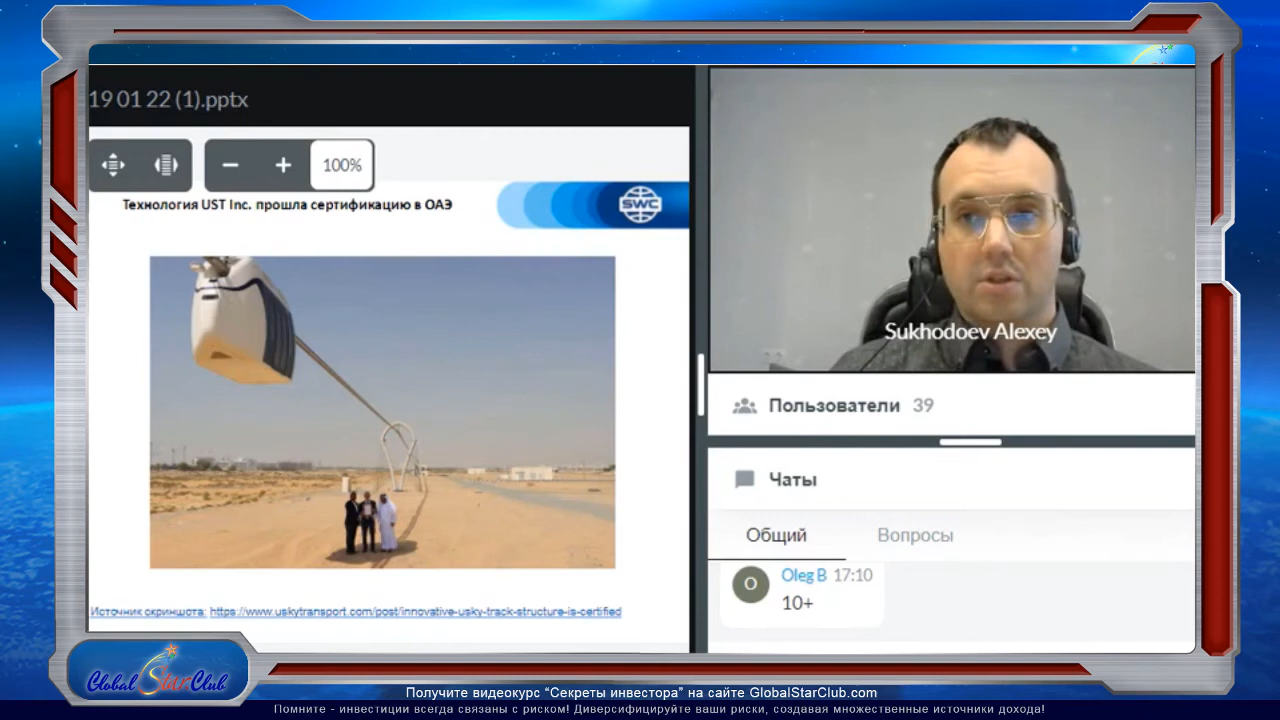 19 01 22 (1).pptx
100%
Технология UST Inc. прошла сертификацию в ОАЭ
SWC
Источник скриншота: https://www.uskytransport.com/post/innovative-usky-track-structure-is-certified
Sukhodoev Alexey
Пользователи 39
Чаты
Общий Вопросы
O
Oleg B 17:10
10+
Global Star Club
Получите видеокурс "Секреты инвестора" на сайте GlobalStarClub.com
Помните - инвестиции всегда связаны с риском! Диверсифицируйте ваши риски, создавая множественные источники дохода!